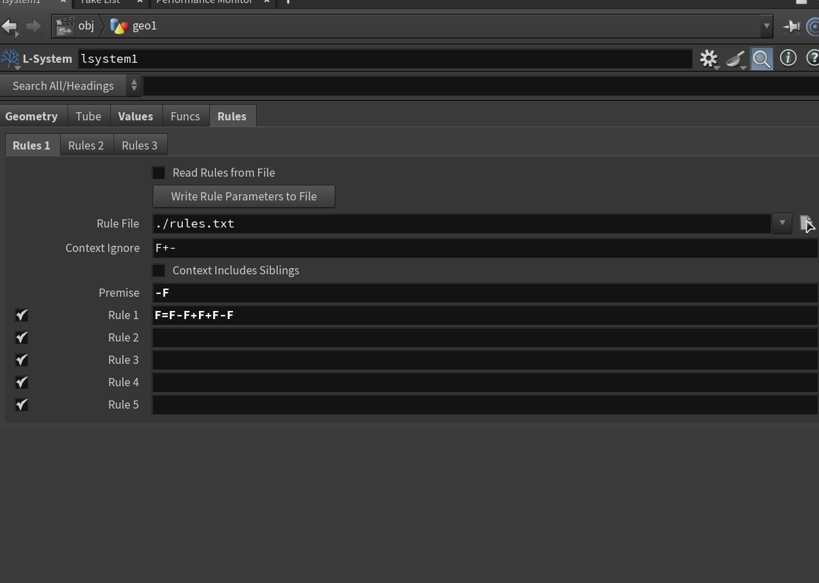 lsystem1 × Take List × Performance Monitor × +
obj geo1
L-System lsystem1
Search All/Headings
Geometry Tube Values Funcs Rules
Rules 1 Rules 2 Rules 3
Read Rules from File
Write Rule Parameters to File
Rule File ./rules.txt
Context Ignore F+-
Context Includes Siblings
Premise -F
Rule 1 F=F-F+F+F-F
Rule 2
Rule 3
Rule 4
Rule 5